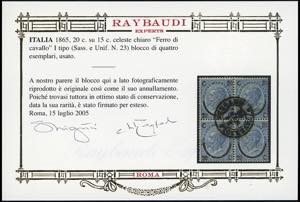 RAYBAUDI
EXPERTS
ITALIA 1865, 20 c. su 15 c. celeste chiaro "Ferro di
cavallo" I tipo (Sass. e Unif. N. 23) blocco di quattro
esemplari, usato.
A nostro parere il blocco qui a lato fotograficamente
riprodotto è originale così come il suo annullamento.
Poiché trovasi tuttora in ottimo stato di conservazione,
data la sua rarità, è stato firmato per esteso.
Roma, 15 luglio 2005
ROMA